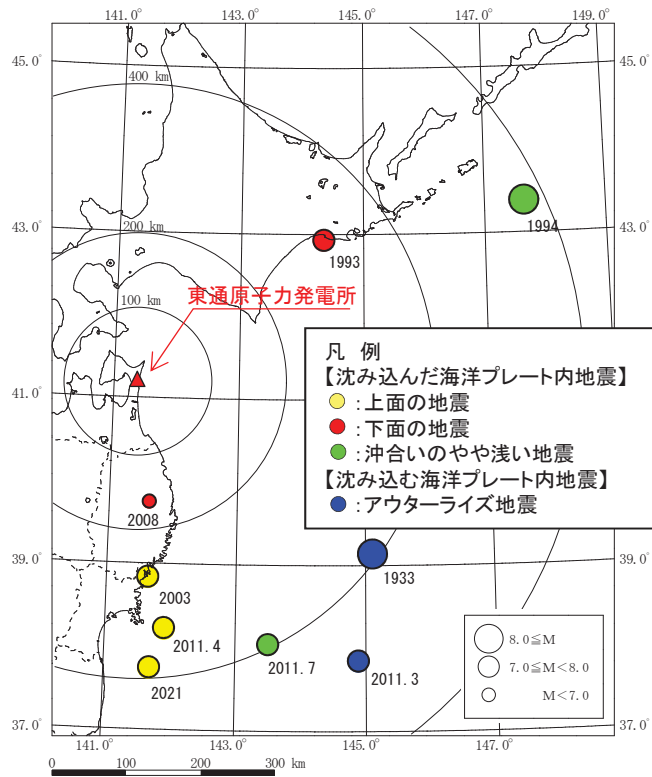 141.0° 143.0° 145.0° 147.0° 149.0°
45.0°
400 km
43.0°
1994
200 km
1993
東通原子力発電所
100 km
凡 例
【沈み込んだ海洋プレート内地震】
:上面の地震
:下面の地震
:沖合いのやや浅い地震
【沈み込む海洋プレート内地震】
:アウターライズ地震
41.0°
2008
39.0°
1933
2003
2011.4
2011.7
2011.3
2021
8.0≦M
7.0≦M<8.0
M<7.0
37.0°
141.0° 143.0° 145.0° 147.0°
0 100 200 300 km
45.0°
43.0°
39.0°
37.0°